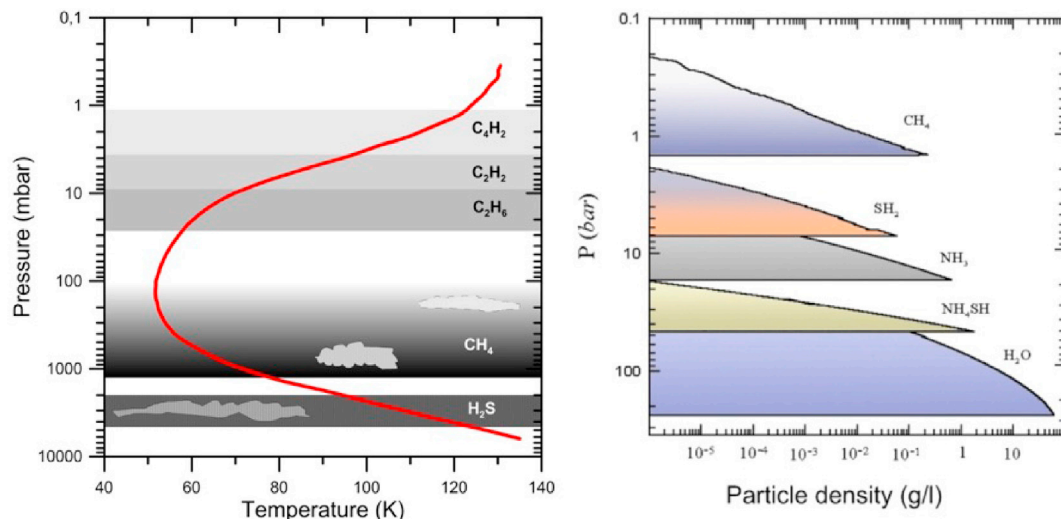 0.1
1
10
100
1000
10000
Pressure (mbar)
C₄H₂
C₂H₂
C₂H₆
CH₄
H₂S
40
60
80
100
120
140
Temperature (K)
0.1
1
10
100
P (bar)
CH₄
SH₂
NH₃
NH₄SH
H₂O
10⁻⁵
10⁻⁴
10⁻³
10⁻²
10⁻¹
1
10
Particle density (g/l)